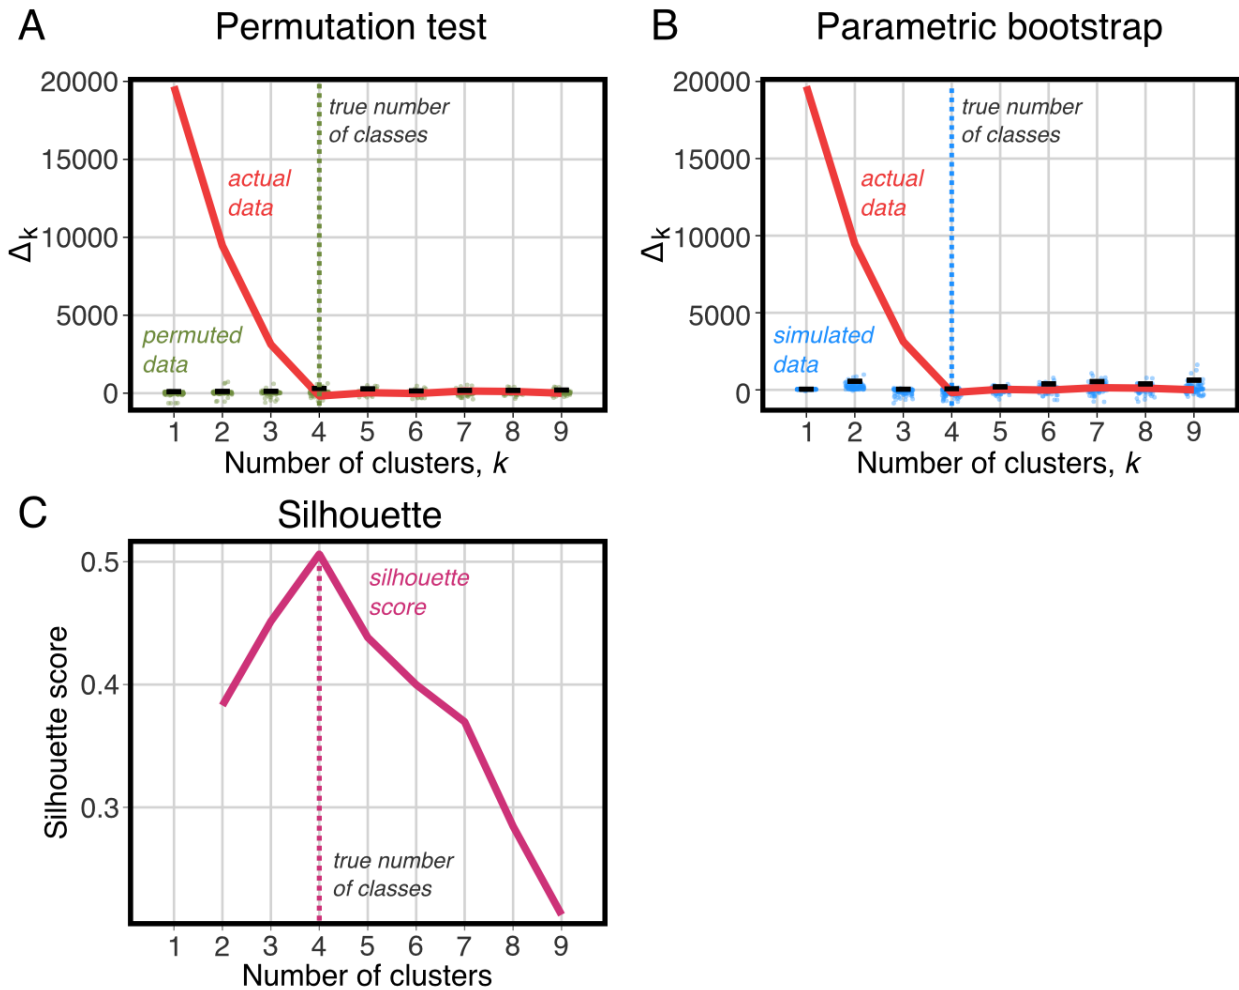 A
Permutation test
20000
15000
10000
5000
0
Δk
true number
of classes
actual
data
permuted
data
1 2 3 4 5 6 7 8 9
Number of clusters, k
B
Parametric bootstrap
20000
15000
10000
5000
0
Δk
true number
of classes
actual
data
simulated
data
1 2 3 4 5 6 7 8 9
Number of clusters, k
C
Silhouette
0.5
0.4
0.3
Silhouette score
silhouette
score
true number
of classes
1 2 3 4 5 6 7 8 9
Number of clusters